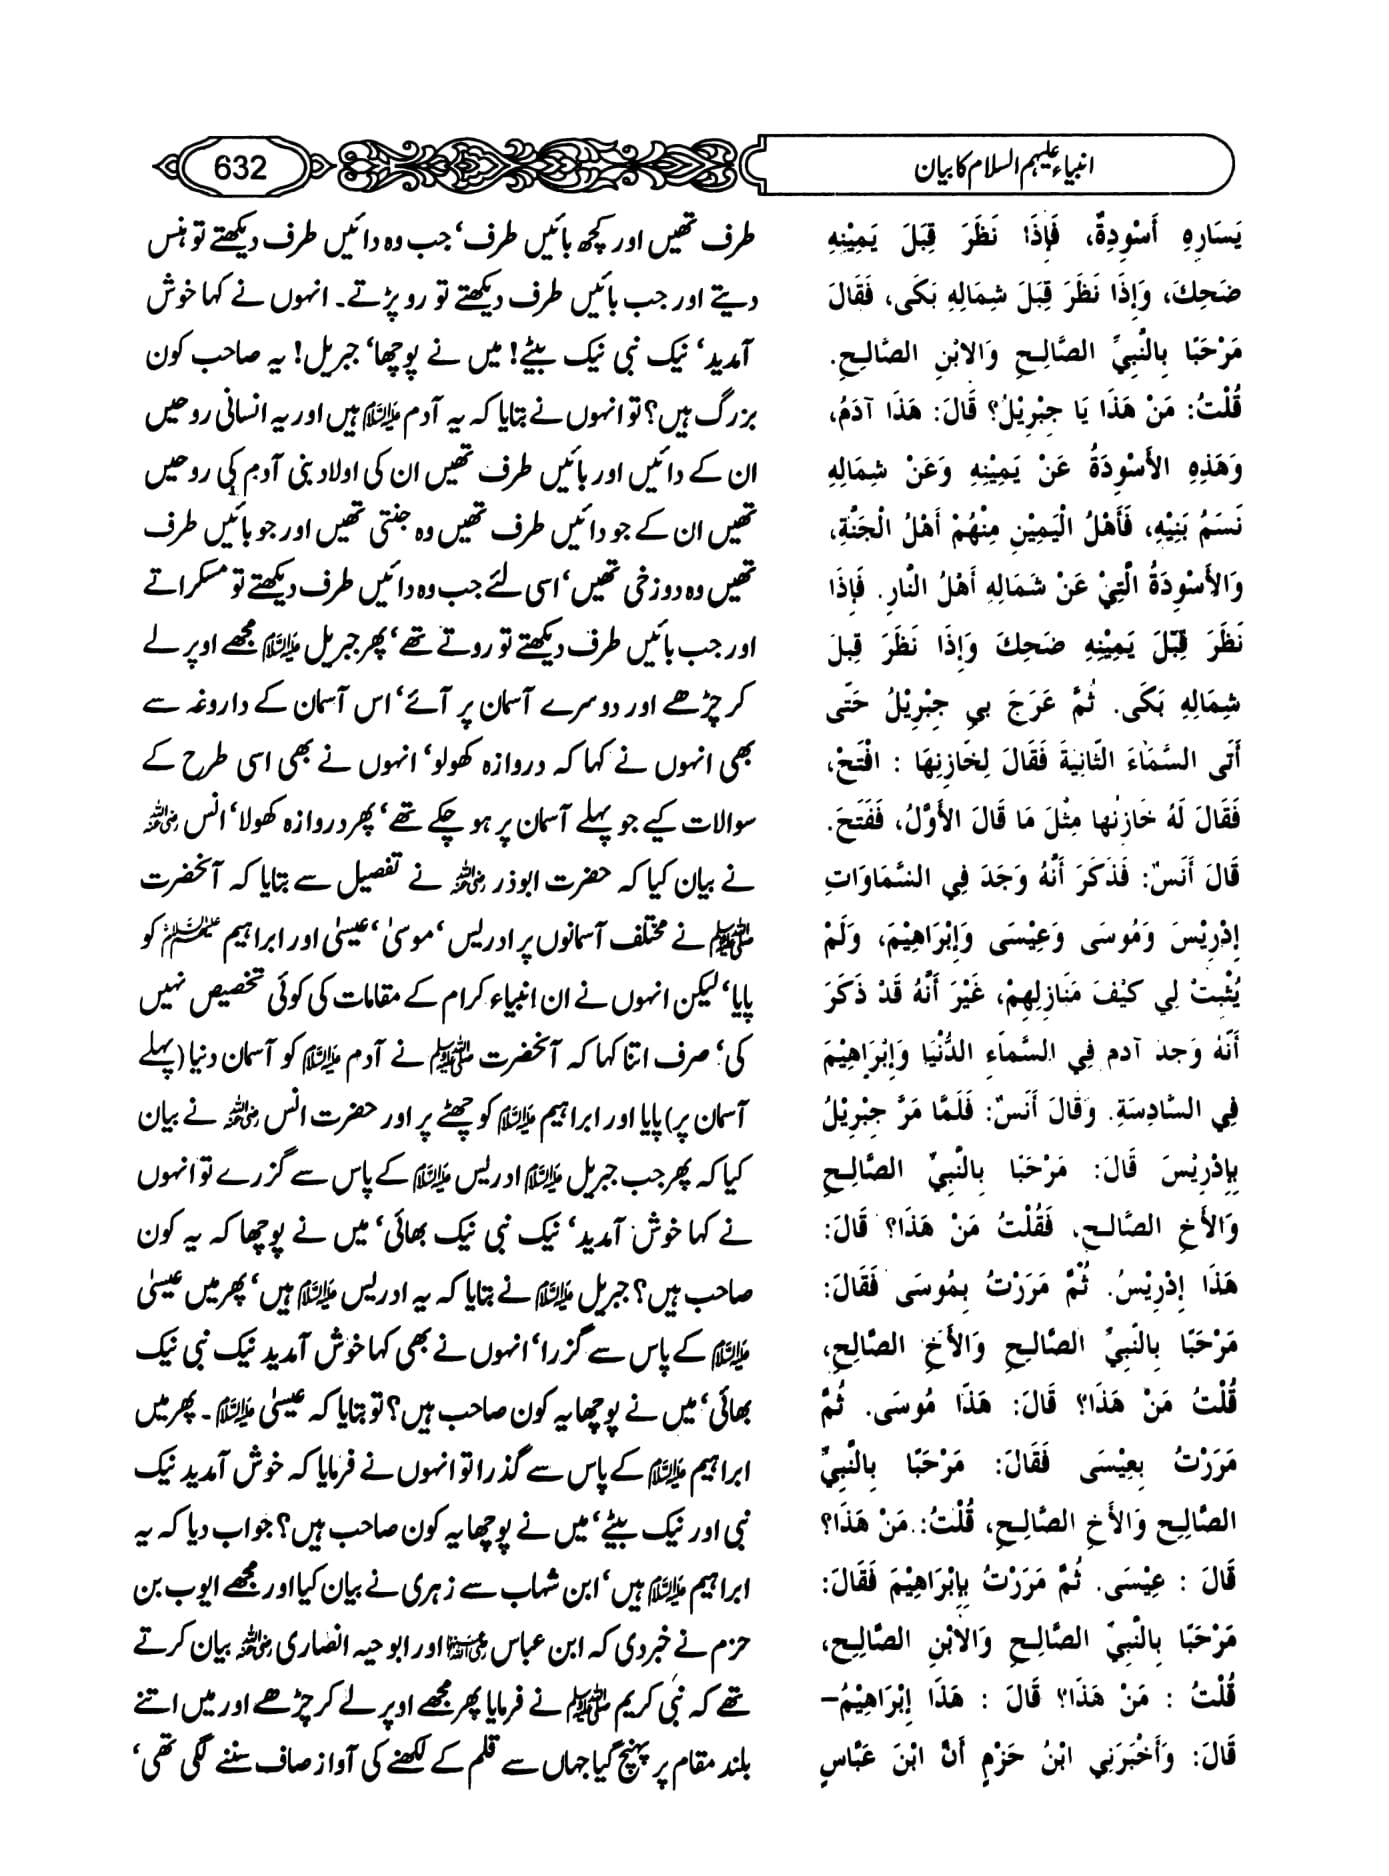 انبیاء علیہم السلام کا بیان
632
يَسَارِهِ أَسْوِدَةٌ، فَإِذَا نَظَرَ قِبَلَ يَمِيْنِهِ
ضَحِكَ، وَإِذَا نَظَرَ قِبَلَ شِمَالِهِ بَكَى، فَقَالَ
مَرْحَبًا بِالنَّبِيِّ الصَّالِحِ وَالابْنِ الصَّالِحِ.
قُلْتُ: مَنْ هَذَا يَا جِبْرِيْلُ؟ قَالَ: هَذَا آدَمُ،
وَهَذِهِ الأَسْوِدَةُ عَنْ يَمِيْنِهِ وَعَنْ شِمَالِهِ
نَسَمُ بَنِيْهِ، فَأَهْلُ الْيَمِيْنِ مِنْهُمْ أَهْلُ الْجَنَّةِ،
وَالأَسْوِدَةُ الَّتِيْ عَنْ شَمَالِهِ أَهْلُ النَّارِ. فَإِذَا
نَظَرَ قِبَلَ يَمِيْنِهِ ضَحِكَ وَإِذَا نَظَرَ قِبَلَ
شِمَالِهِ بَكَى. ثُمَّ عَرَجَ بِي جِبْرِيْلُ حَتَّى
أَتَى السَّمَاءَ الثَّانِيَةَ فَقَالَ لِخَازِنِهَا : افْتَحْ،
فَقَالَ لَهُ خَازِنُها مِثْلَ مَا قَالَ الأَوَّلُ، فَفَتَحَ.
قَالَ أَنَسٌ: فَذَكَرَ أَنَّهُ وَجَدَ فِي السَّمَاوَاتِ
إِدْرِيْسَ وَمُوسَى وَعِيْسَى وَإِبْرَاهِيْمَ، وَلَمْ
يُثْبِتْ لِي كَيْفَ مَنَازِلِهِمْ، غَيْرَ أَنَّهُ قَدْ ذَكَرَ
أَنَّهُ وَجَدَ آدم فِي السَّمَاءِ الدُّنْيَا وَإِبْرَاهِيْمَ
فِي السَّادِسَةِ. وَقَالَ أَنَسٌ: فَلَمَّا مَرَّ جِبْرِيْلُ
بِإِدْرِيْسَ قَالَ: مَرْحَبًا بِالنَّبِيِّ الصَّالِحِ
وَالأَخِ الصَّالِحِ، فَقُلْتُ مَنْ هَذَا؟ قَالَ:
هَذَا إِدْرِيْسُ. ثُمَّ مَرَرْتُ بِمُوسَى فَقَالَ:
مَرْحَبًا بِالنَّبِيِّ الصَّالِحِ وَالأَخِ الصَّالِحِ،
قُلْتُ مَنْ هَذَا؟ قَالَ: هَذَا مُوسَى. ثُمَّ
مَرَرْتُ بِعِيْسَى فَقَالَ: مَرْحَبًا بِالنَّبِيِّ
الصَّالِحِ وَالأَخِ الصَّالِحِ، قُلْتُ: مَنْ هَذَا؟
قَالَ : عِيْسَى. ثُمَّ مَرَرْتُ بِإِبْرَاهِيْمَ فَقَالَ:
مَرْحَبًا بِالنَّبِيِّ الصَّالِحِ وَالابْنِ الصَّالِحِ،
قُلْتُ : مَنْ هَذَا؟ قَالَ : هَذَا إِبْرَاهِيْمُ–
قَالَ: وَأَخْبَرَنِي ابْنُ حَزْمٍ أَنَّ ابْنَ عَبَّاسٍ
طرف تھیں اور کچھ بائیں طرف‘ جب وہ دائیں طرف دیکھتے تو ہنس
دیتے اور جب بائیں طرف دیکھتے تو رو پڑتے۔ انہوں نے کہا خوش
آمدید‘ نیک نبی نیک بیٹے! میں نے پوچھا‘ جبریل! یہ صاحب کون
بزرگ ہیں؟ تو انہوں نے بتایا کہ یہ آدم علیہ السلام ہیں اور یہ انسانی روحیں
ان کے دائیں اور بائیں طرف تھیں ان کی اولاد بنی آدم کی روحیں
تھیں ان کے جو دائیں طرف تھیں وہ جنتی تھیں اور جو بائیں طرف
تھیں وہ دوزخی تھیں‘ اسی لئے جب وہ دائیں طرف دیکھتے تو مسکراتے
اور جب بائیں طرف دیکھتے تو روتے تھے‘ پھر جبریل علیہ السلام مجھے اوپر لے
کر چڑھے اور دوسرے آسمان پر آئے‘ اس آسمان کے داروغہ سے
بھی انہوں نے کہا کہ دروازہ کھولو‘ انہوں نے بھی اسی طرح کے
سوالات کیے جو پہلے آسمان پر ہو چکے تھے‘ پھر دروازہ کھولا‘ انس رضی اللہ عنہ
نے بیان کیا کہ حضرت ابوذر رضی اللہ عنہ نے تفصیل سے بتایا کہ آنحضرت
صلی اللہ علیہ وسلم نے مختلف آسمانوں پر ادریس‘ موسیٰ‘ عیسیٰ اور ابراہیم علیہم السلام کو
پایا‘ لیکن انہوں نے ان انبیاء کرام کے مقامات کی کوئی تخصیص نہیں
کی‘ صرف اتنا کہا کہ آنحضرت صلی اللہ علیہ وسلم نے آدم علیہ السلام کو آسمان دنیا (پہلے
آسمان پر) پایا اور ابراہیم علیہ السلام کو چھٹے پر اور حضرت انس رضی اللہ عنہ نے بیان
کیا کہ پھر جب جبریل علیہ السلام ادریس علیہ السلام کے پاس سے گزرے تو انہوں
نے کہا خوش آمدید‘ نیک نبی نیک بھائی‘ میں نے پوچھا کہ یہ کون
صاحب ہیں؟ جبریل علیہ السلام نے بتایا کہ یہ ادریس علیہ السلام ہیں‘ پھر میں عیسیٰ
علیہ السلام کے پاس سے گزرا‘ انہوں نے بھی کہا خوش آمدید نیک نبی نیک
بھائی‘ میں نے پوچھا یہ کون صاحب ہیں؟ تو بتایا کہ عیسیٰ علیہ السلام۔ پھر میں
ابراہیم علیہ السلام کے پاس سے گذرا تو انہوں نے فرمایا کہ خوش آمدید نیک
نبی اور نیک بیٹے‘ میں نے پوچھا یہ کون صاحب ہیں؟ جواب دیا کہ یہ
ابراہیم علیہ السلام ہیں‘ ابن شہاب سے زہری نے بیان کیا اور مجھے ایوب بن
حزم نے خبر دی کہ ابن عباس رضی اللہ عنہما اور ابوحیہ انصاری رضی اللہ عنہ بیان کرتے
تھے کہ نبی کریم صلی اللہ علیہ وسلم نے فرمایا پھر مجھے اوپر لے کر چڑھے اور میں اتنے
بلند مقام پر پہنچ گیا جہاں سے قلم کے لکھنے کی آواز صاف سننے لگی تھی‘